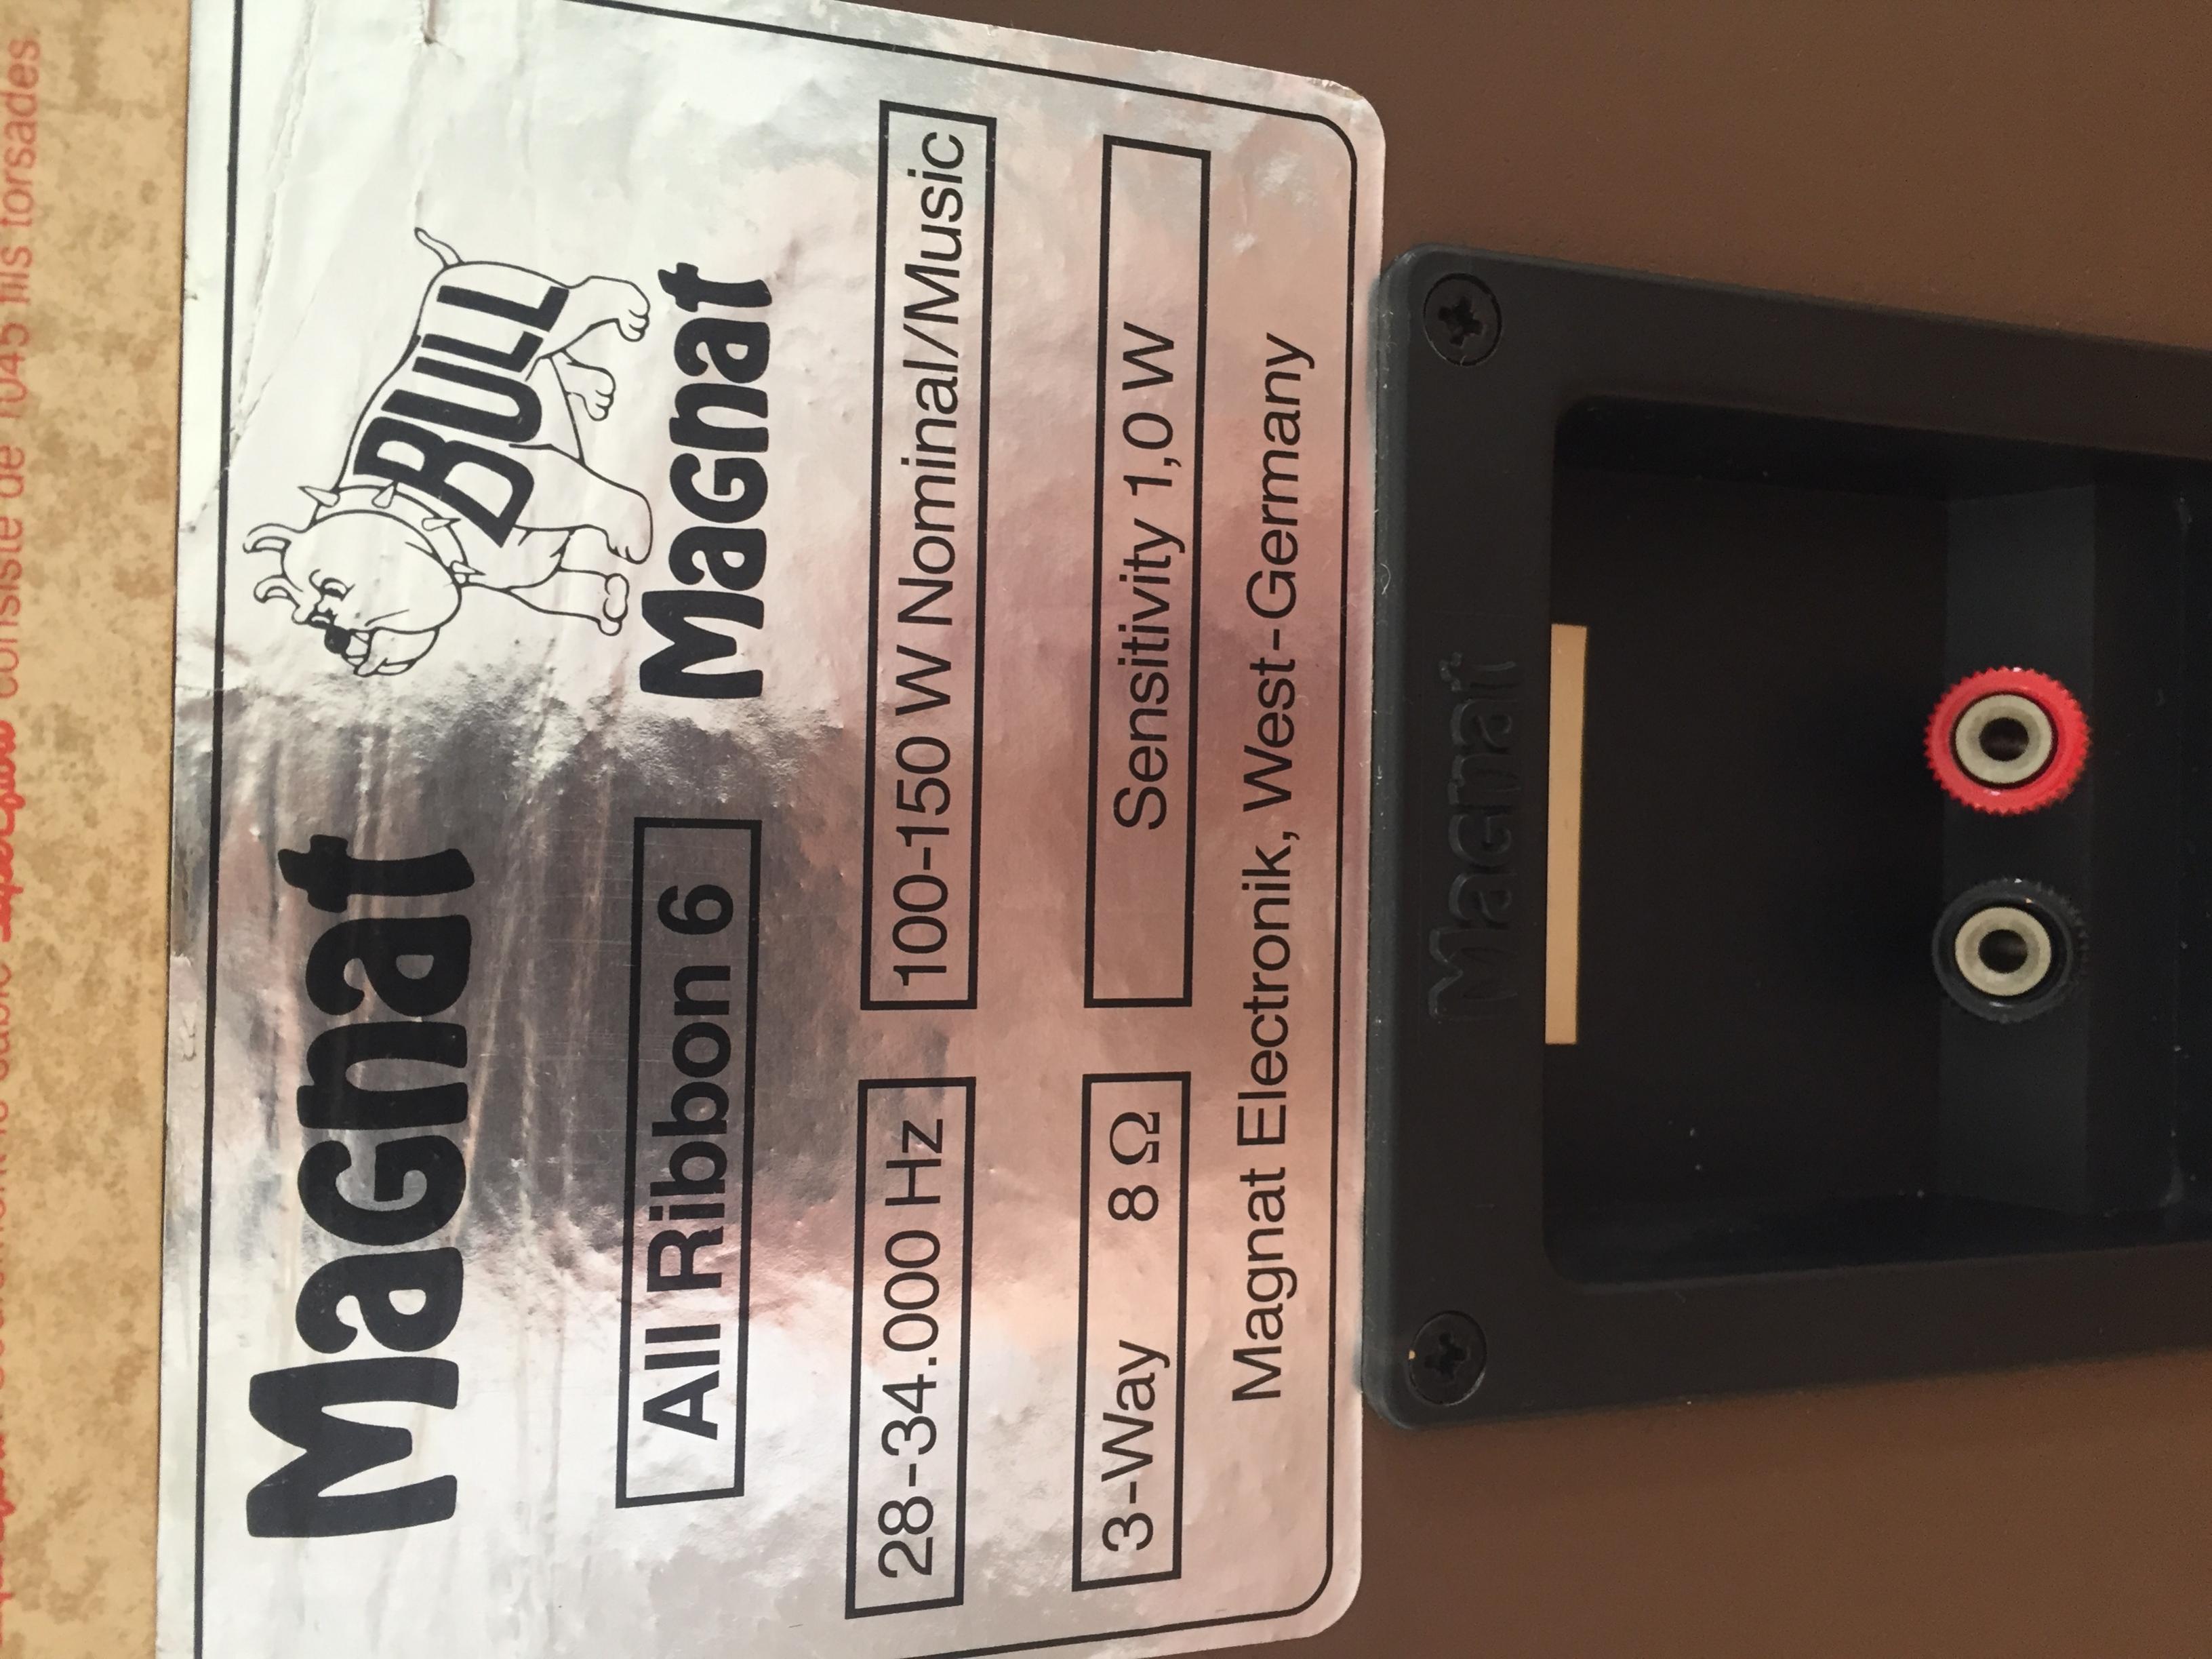 consiste de 1045 fils torsades.
Magnat
BULL
Magnat
All Ribbon 6
28-34.000 Hz
100-150 W Nominal/Music
3-Way 8 Ω
Sensitivity 1,0 W
Magnat Electronik, West-Germany
Magnat